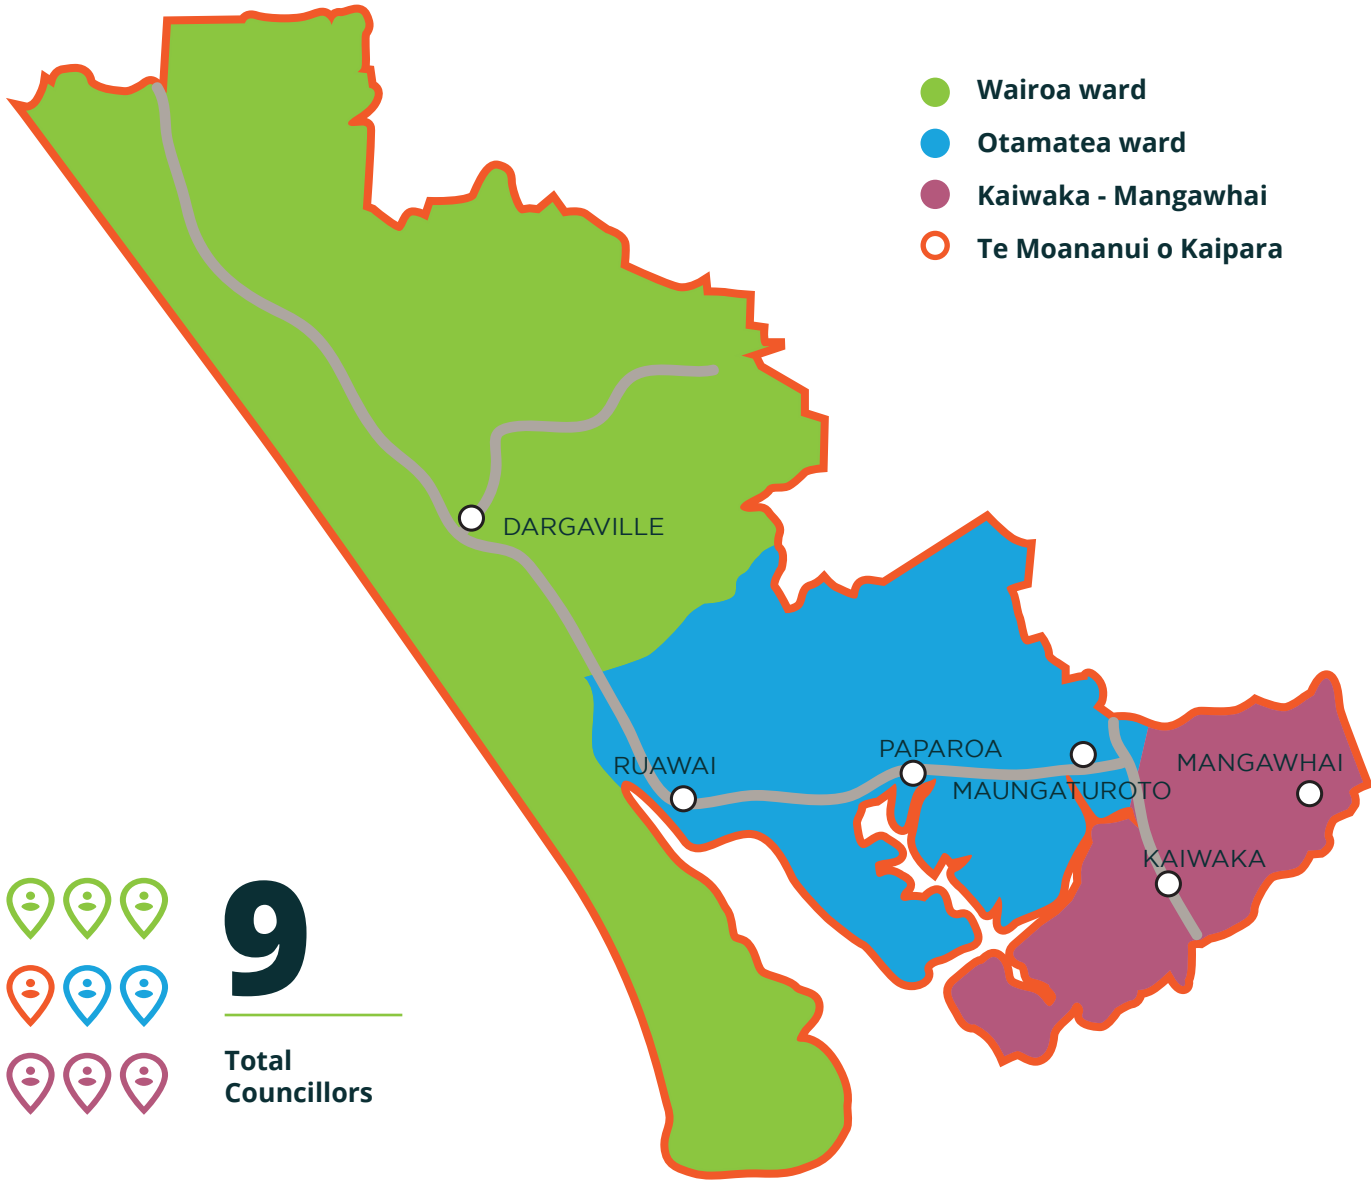 Wairoa ward
Otamatea ward
Kaiwaka - Mangawhai
Te Moananui o Kaipara
DARGAVILLE
RUAWAI
PAPAROA
MAUNGATUROTO
MANGAWHAI
KAIWAKA
9
Total
Councillors